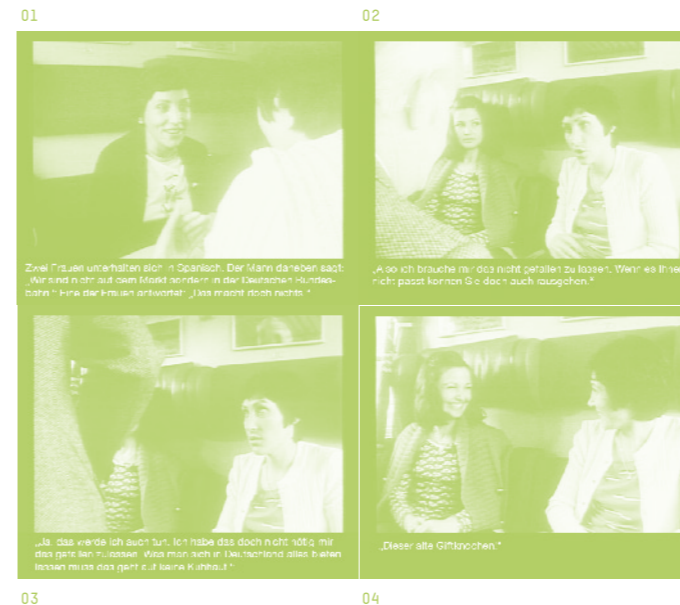 01
02
Zwei Frauen unterhalten sich in Spanisch. Der Mann daneben sagt:
„Wir sind nicht auf dem Markt sondern in der Deutschen Bundes-
bahn.“ Eine der Frauen antwortet: „Das macht doch nichts.“
„Also ich brauche mir das nicht gefallen zu lassen. Wenn es Ihnen
nicht passt können Sie doch auch rausgehen.“
„Ja, das werde ich auch tun. Ich habe das doch nicht nötig mir
das gefallen zulassen. Was man sich in Deutschland alles bieten
lassen muss das geht auf keine Kuhhaut.“
„Dieser alte Giftknochen.“
03
04